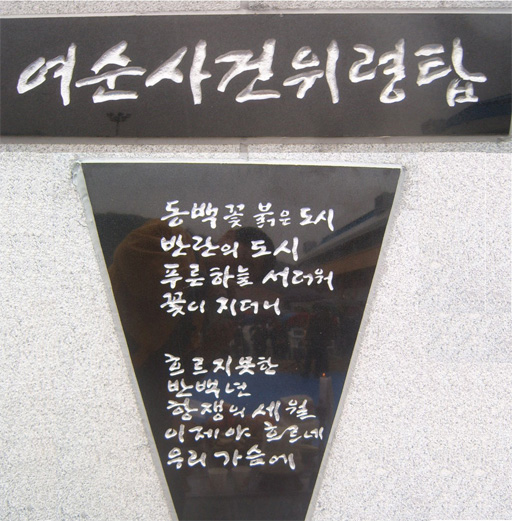 여순사건위령탑
동백꽃 붉은 도시
반란의 도시
푸른하늘 서러워
꽃이 지더니
흐르지못한
반백년
항쟁의 세월
이제야 흐르네
우리 가슴에